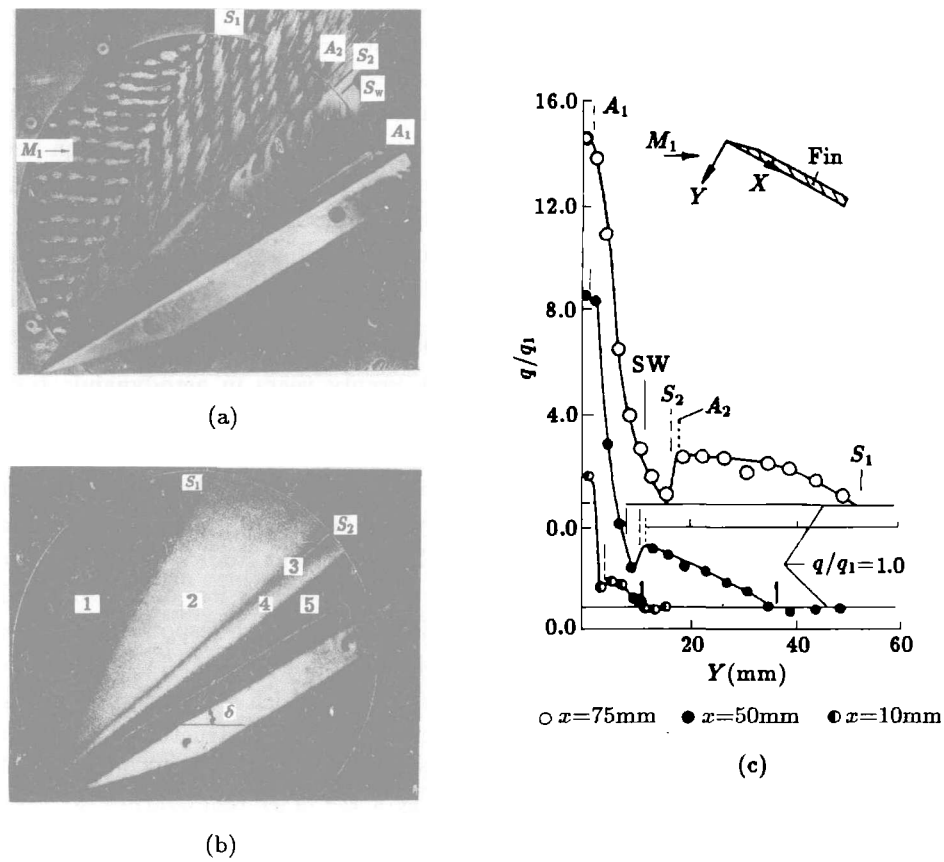 S₁
A₂
S₂
S_w
A₁
M₁
(a)
S₁
S₂
3
1
2
4
5
δ
(b)
16.0
A₁
M₁
Fin
X
Y
12.0
8.0
q/q₁
SW
S₂
A₂
4.0
S₁
0.0
q/q₁=1.0
0.0
20
40
60
Y(mm)
x=75mm x=50mm x=10mm
(c)